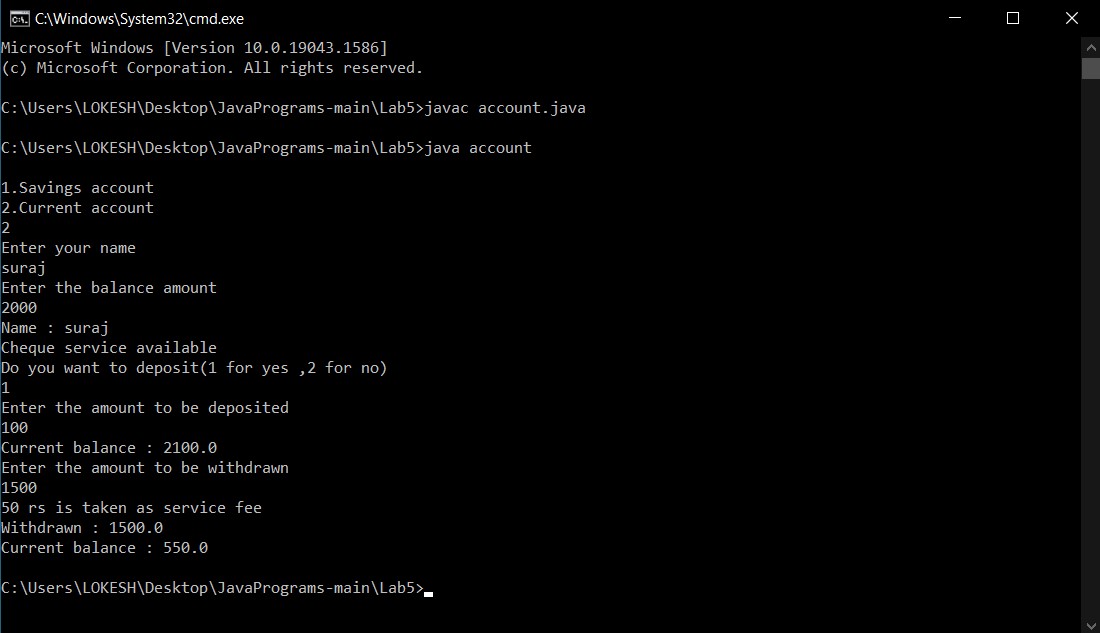 C:\Windows\System32\cmd.exe
Microsoft Windows [Version 10.0.19043.1586]
(c) Microsoft Corporation. All rights reserved.
C:\Users\LOKESH\Desktop\JavaPrograms-main\Lab5>javac account.java
C:\Users\LOKESH\Desktop\JavaPrograms-main\Lab5>java account
1.Savings account
2.Current account
2
Enter your name
suraj
Enter the balance amount
2000
Name : suraj
Cheque service available
Do you want to deposit(1 for yes ,2 for no)
1
Enter the amount to be deposited
100
Current balance : 2100.0
Enter the amount to be withdrawn
1500
50 rs is taken as service fee
Withdrawn : 1500.0
Current balance : 550.0
C:\Users\LOKESH\Desktop\JavaPrograms-main\Lab5>